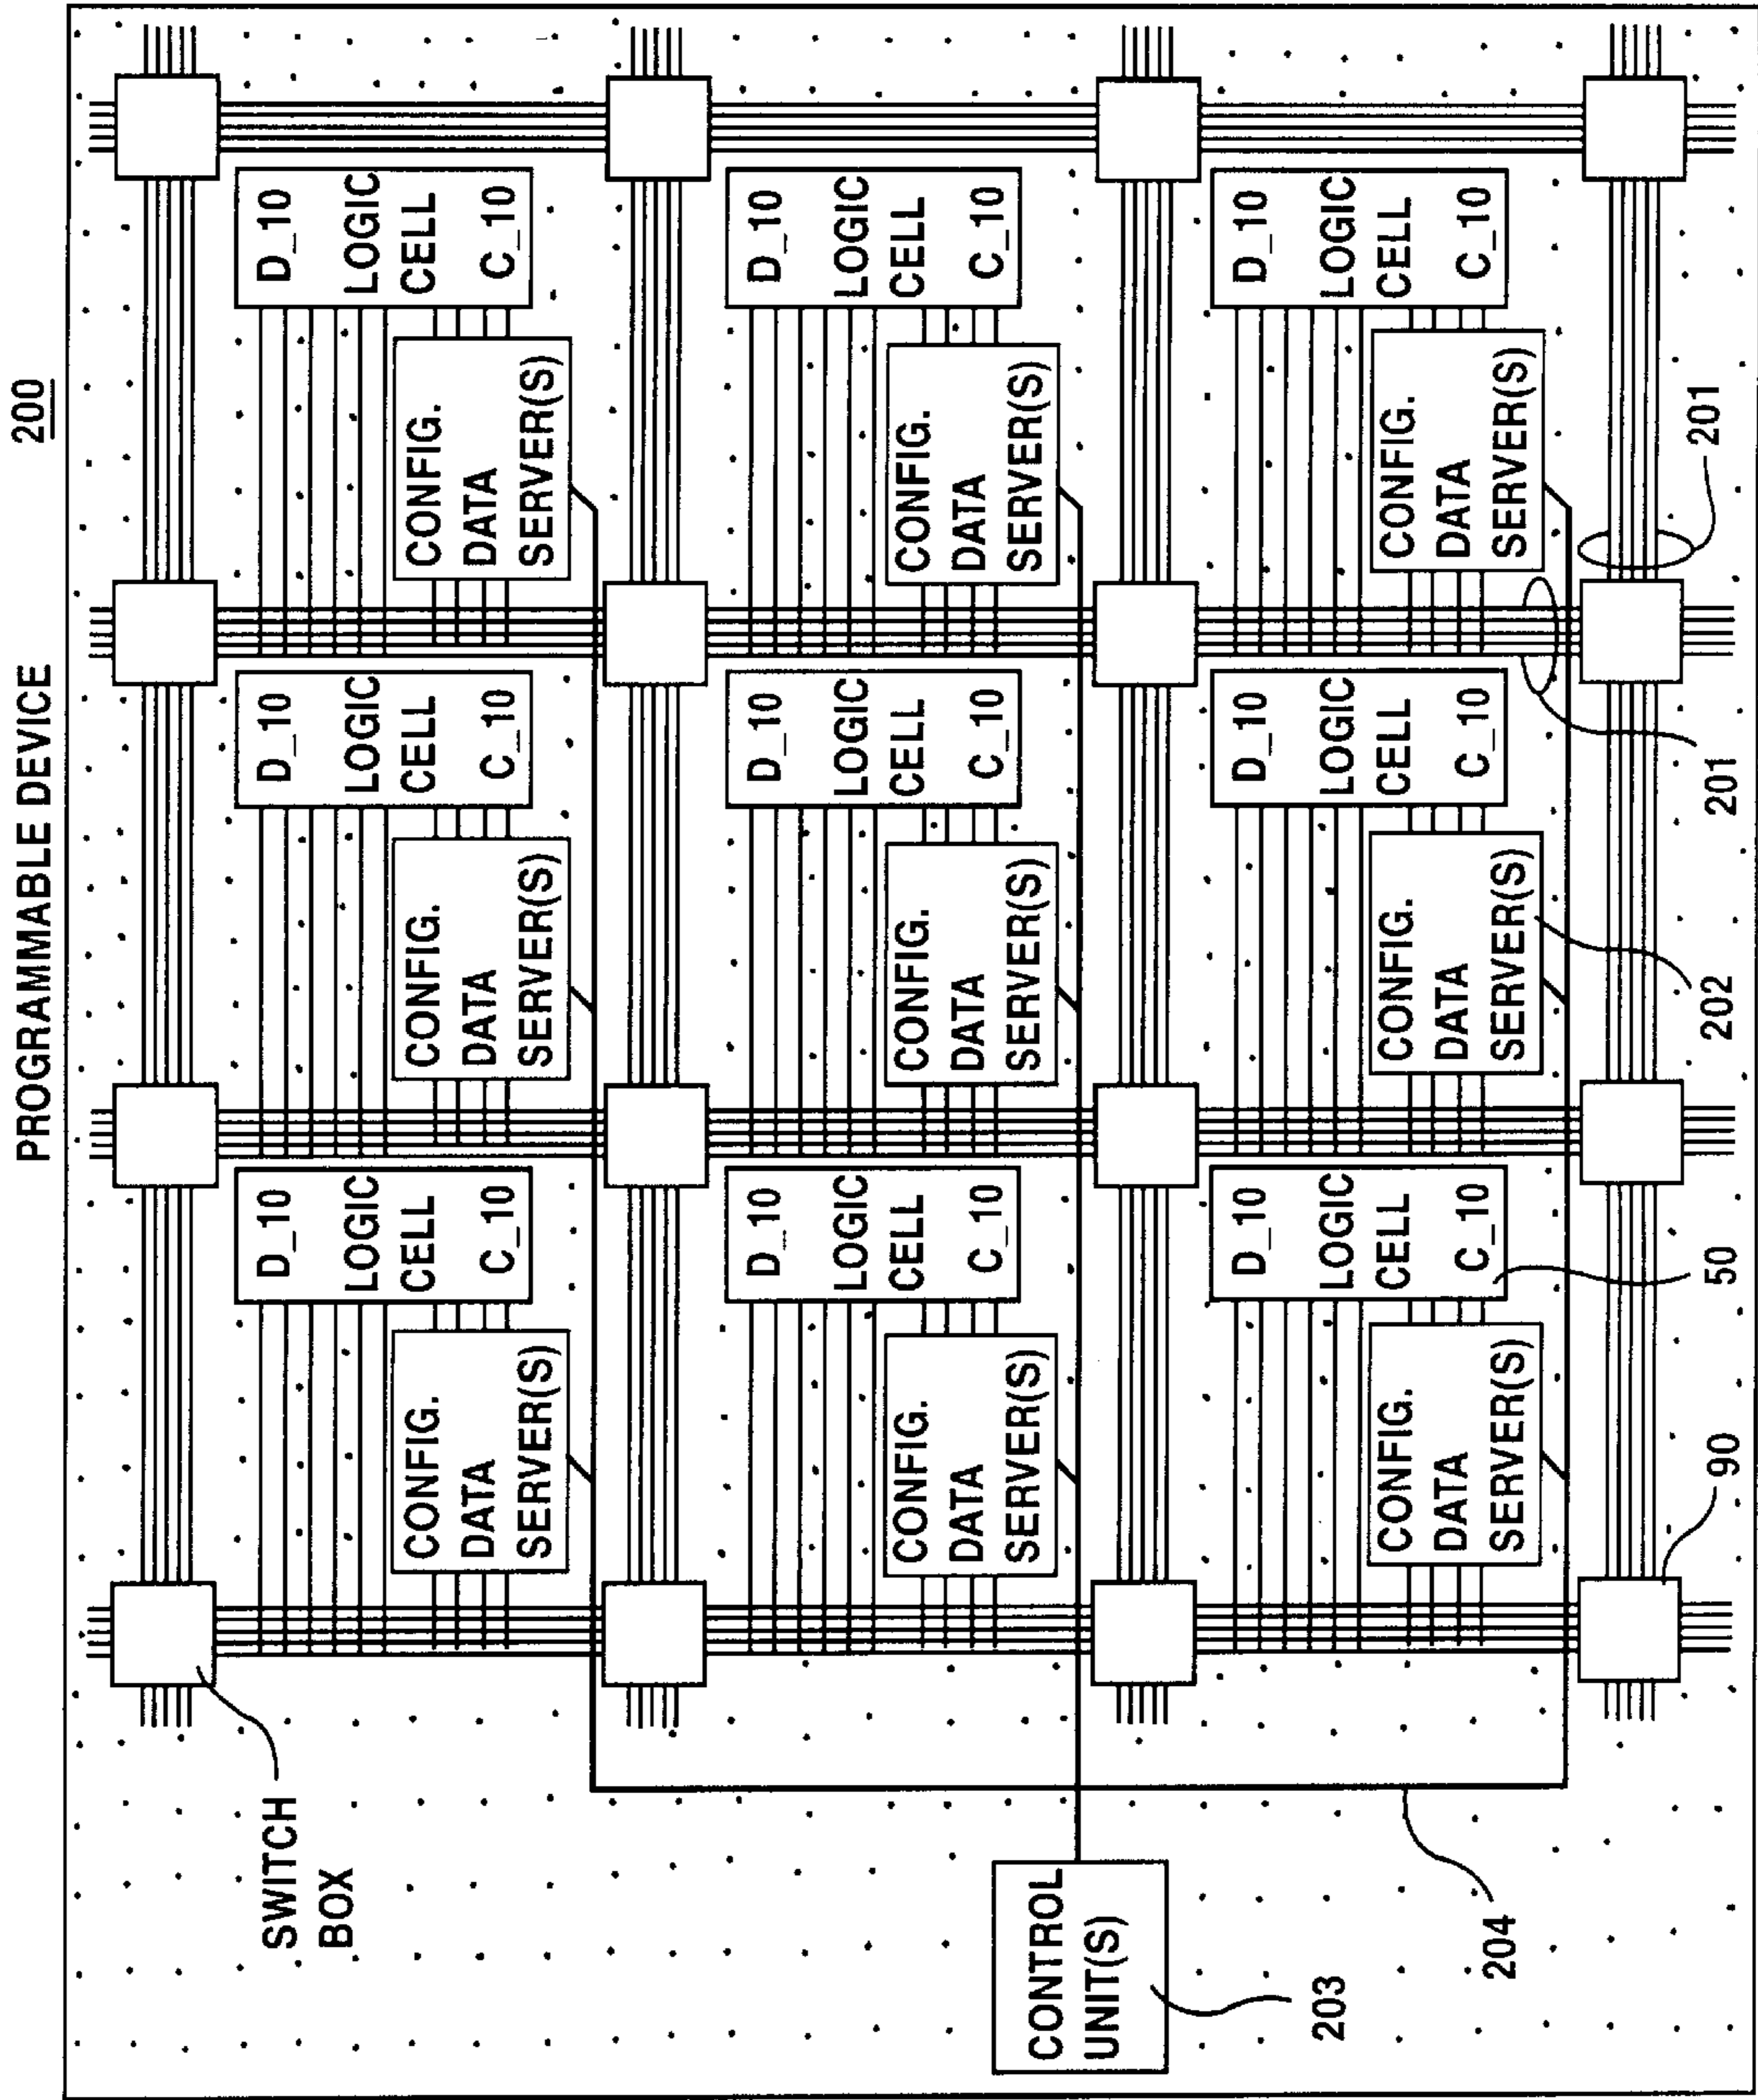 PROGRAMMABLE DEVICE
200
SWITCH
BOX
CONFIG.
DATA
SERVER(S)
D_10
LOGIC
CELL
C_10
CONFIG.
DATA
SERVER(S)
D_10
LOGIC
CELL
C_10
CONFIG.
DATA
SERVER(S)
D_10
LOGIC
CELL
C_10
CONTROL
UNIT(S)
203
CONFIG.
DATA
SERVER(S)
D_10
LOGIC
CELL
C_10
CONFIG.
DATA
SERVER(S)
D_10
LOGIC
CELL
C_10
CONFIG.
DATA
SERVER(S)
D_10
LOGIC
CELL
C_10
204
CONFIG.
DATA
SERVER(S)
D_10
LOGIC
CELL
C_10
CONFIG.
DATA
SERVER(S)
D_10
LOGIC
CELL
C_10
CONFIG.
DATA
SERVER(S)
D_10
LOGIC
CELL
C_10
90
50
202
201
201